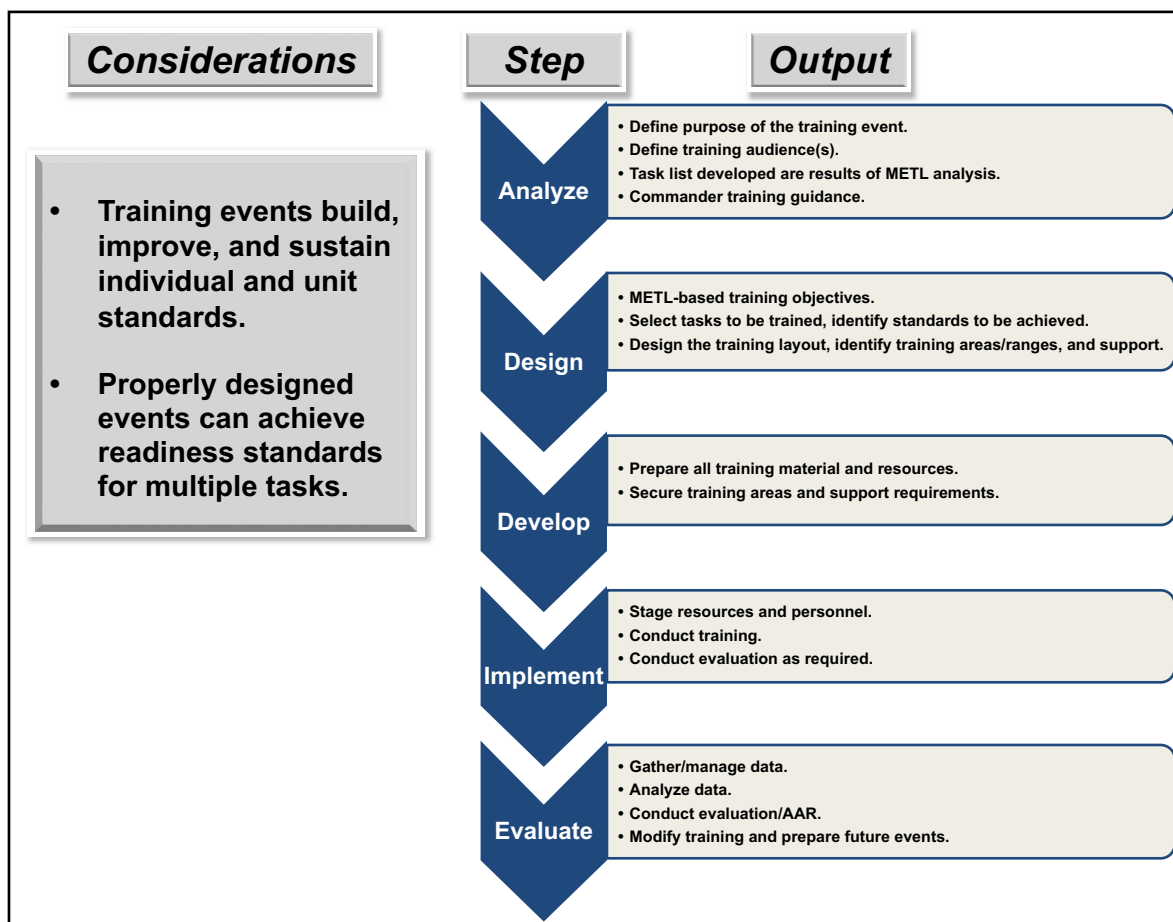 Considerations
Step
Output
• Training events build,
improve, and sustain
individual and unit
standards.
• Properly designed
events can achieve
readiness standards
for multiple tasks.
Analyze
• Define purpose of the training event.
• Define training audience(s).
• Task list developed are results of METL analysis.
• Commander training guidance.
Design
• METL-based training objectives.
• Select tasks to be trained, identify standards to be achieved.
• Design the training layout, identify training areas/ranges, and support.
Develop
• Prepare all training material and resources.
• Secure training areas and support requirements.
Implement
• Stage resources and personnel.
• Conduct training.
• Conduct evaluation as required.
Evaluate
• Gather/manage data.
• Analyze data.
• Conduct evaluation/AAR.
• Modify training and prepare future events.